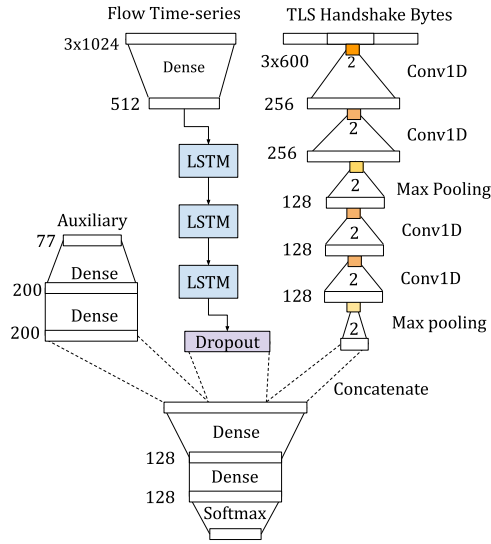 Flow Time-series
3x1024
Dense
512
LSTM
LSTM
LSTM
Dropout
TLS Handshake Bytes
3x600
2
Conv1D
256
2
Conv1D
256
2
Max Pooling
128
2
Conv1D
128
2
Conv1D
128
2
Max pooling
Auxiliary
77
Dense
200
Dense
200
Concatenate
Dense
128
Dense
128
Softmax